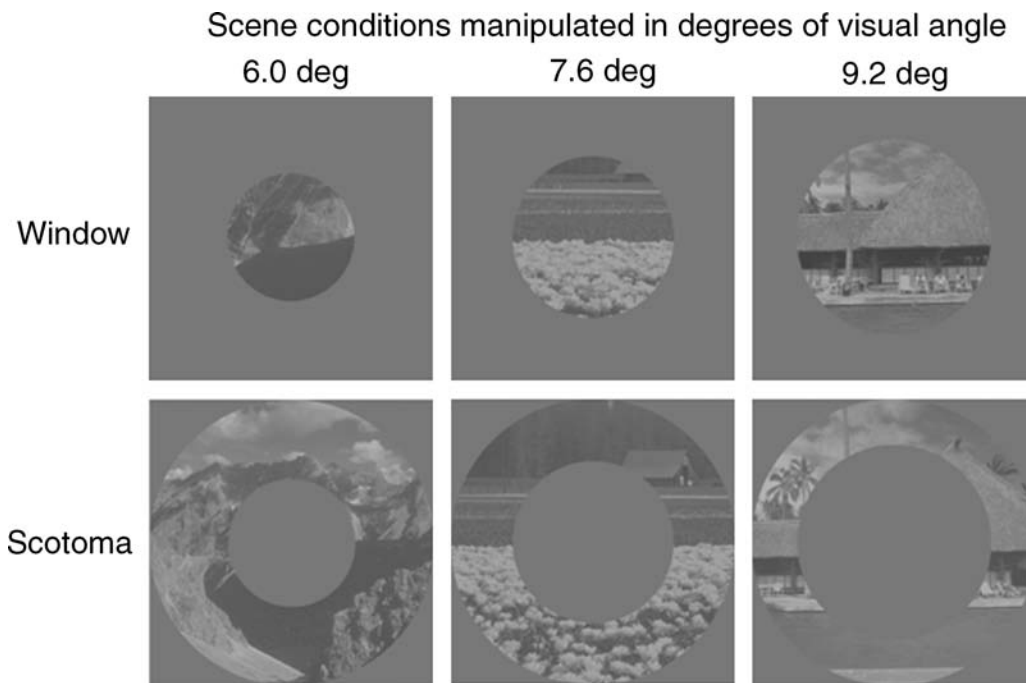 Scene conditions manipulated in degrees of visual angle
6.0 deg
7.6 deg
9.2 deg
Window
Scotoma